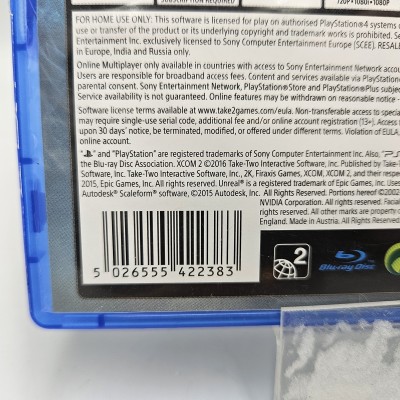 SUBSCRIPTION REQUIRED 720P•1080i•1080P
FOR HOME USE ONLY: This software is licensed for play on authorised PlayStation®4 systems
use or transfer of the product or its underlying copyright and trademark works is prohibited. Se
Entertainment Inc. exclusively licensed to Sony Computer Entertainment Europe (SCEE). RESAL
in Europe, India and Russia only.
Online Multiplayer only available in countries with access to Sony Entertainment Network accou
Users are responsible for broadband access fees. Content and services available via PlayStation
parental consent. Sony Entertainment Network, PlayStation®Store and PlayStation®Plus subject
Service availability is not guaranteed. Online features may be withdrawn on reasonable notice -
Software license terms available at www.take2games.com/eula. Non-transferable access to specia
may require single-serial code, additional fee and/or online account registration (13+). Access
upon 30 days' notice, be terminated, modified, or offered under different terms. Violation of EULA,
online account.
" " and "PlayStation" are registered trademarks of Sony Computer Entertainment Inc. Also, "PS
the Blu-ray Disc Association. XCOM 2 ©2016 Take-Two Interactive Software, Inc. Published by Take-
Software, Inc. Take-Two Interactive Software, Inc., 2K, Firaxis Games, XCOM, XCOM 2, and their
2015, Epic Games, Inc. All rights reserved. Unreal® is a registered trademark of Epic Games, Inc. Uses
Autodesk® Scaleform® software, ©2015 Autodesk, Inc. All rights reserved. Portions hereof ©2002
NVIDIA Corporation. All rights reserved. Facial
rights reserved. All other marks are property
England. Made in Austria. All Rights
5 026555 422383
2
Blu-ray Disc